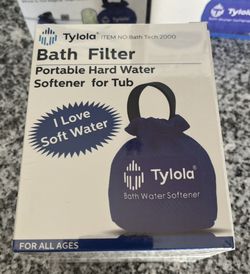 Tylola® ITEM NO:Bath Tech 2000
Bath Filter
Portable Hard Water
Softener for Tub
I Love
Soft Water
Tylola®
Bath Water Softener
FOR ALL AGES